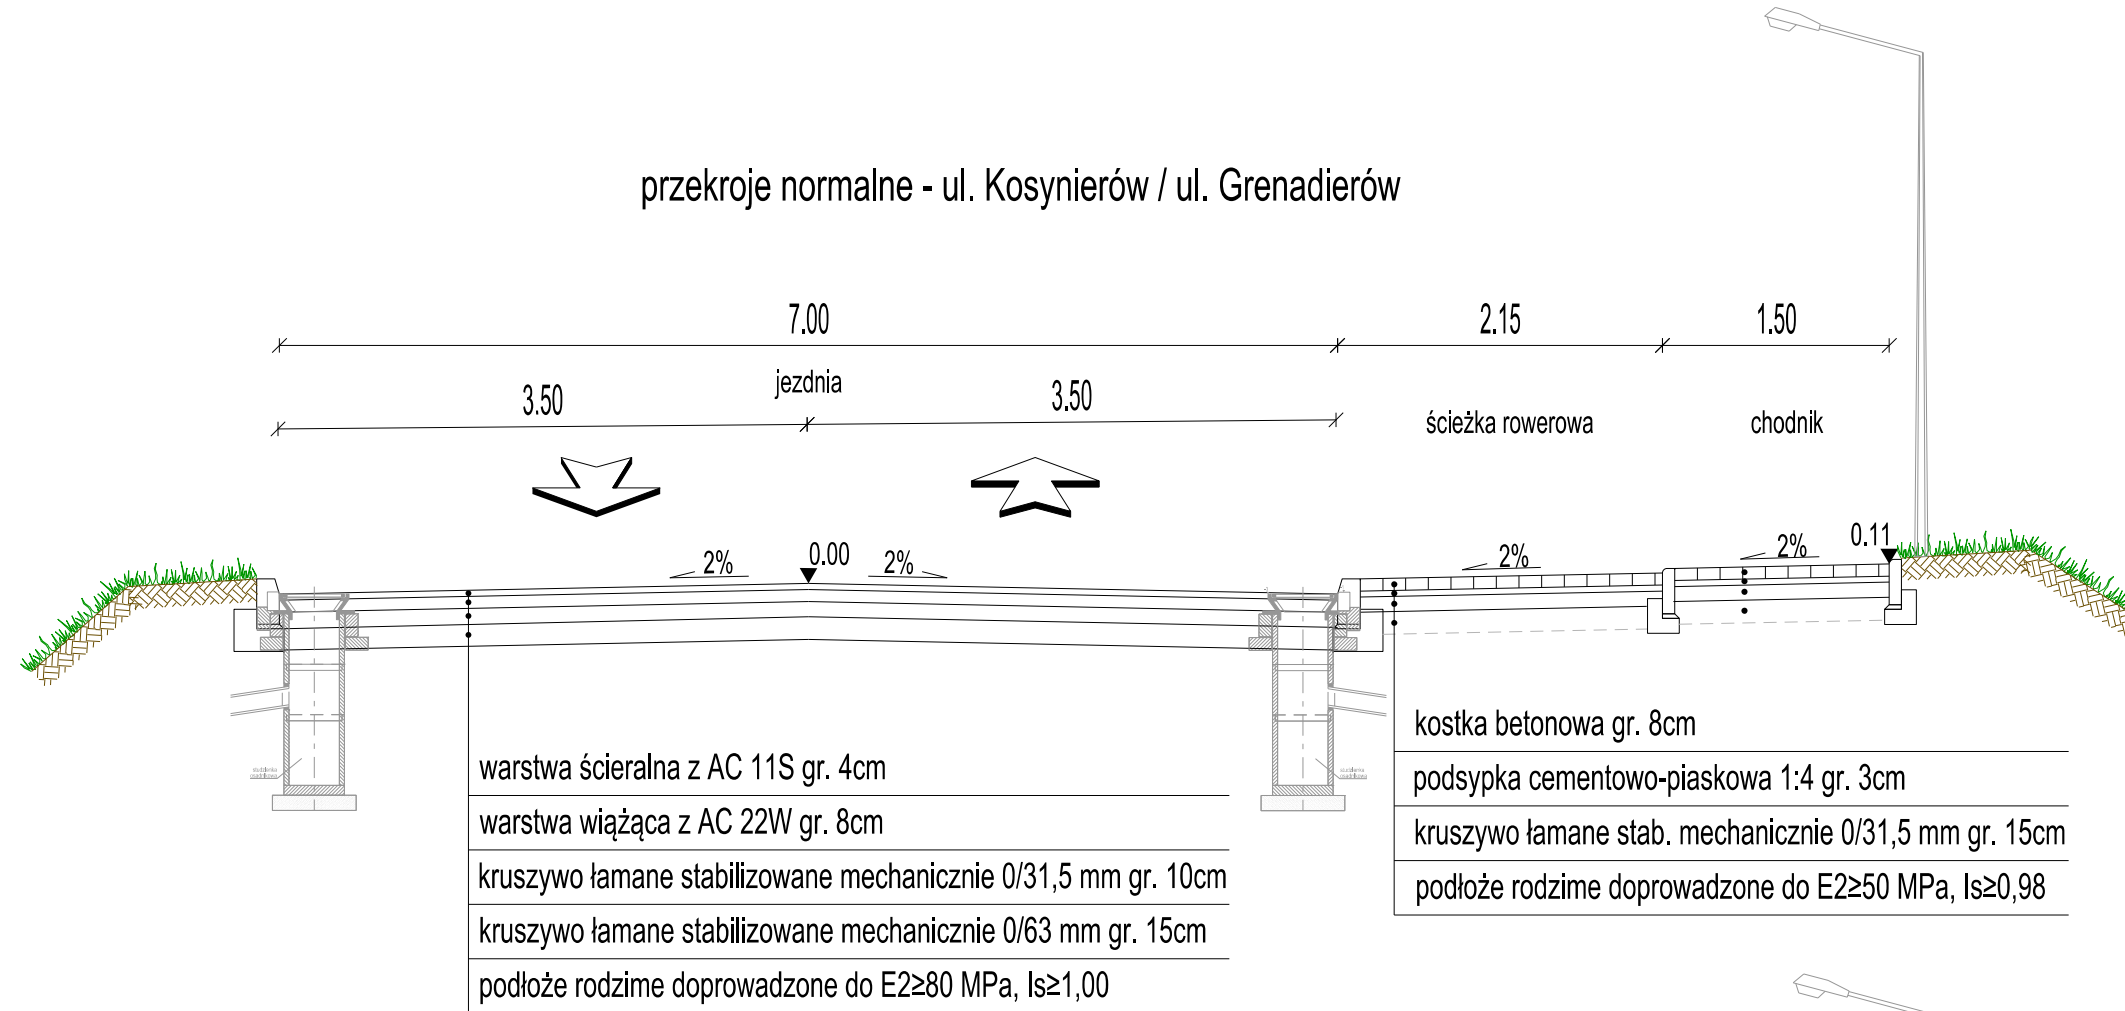 przekroje normalne - ul. Kosynierów / ul. Grenadierów
7.00
2.15
1.50
jezdnia
3.50
3.50
ścieżka rowerowa
chodnik
2%
0.00
2%
2%
2%
0.11
warstwa ścieralna z AC 11S gr. 4cm
warstwa wiążąca z AC 22W gr. 8cm
kruszywo łamane stabilizowane mechanicznie 0/31,5 mm gr. 10cm
kruszywo łamane stabilizowane mechanicznie 0/63 mm gr. 15cm
podłoże rodzime doprowadzone do E2≥80 MPa, Is≥1,00
kostka betonowa gr. 8cm
podsypka cementowo-piaskowa 1:4 gr. 3cm
kruszywo łamane stab. mechanicznie 0/31,5 mm gr. 15cm
podłoże rodzime doprowadzone do E2≥50 MPa, Is≥0,98